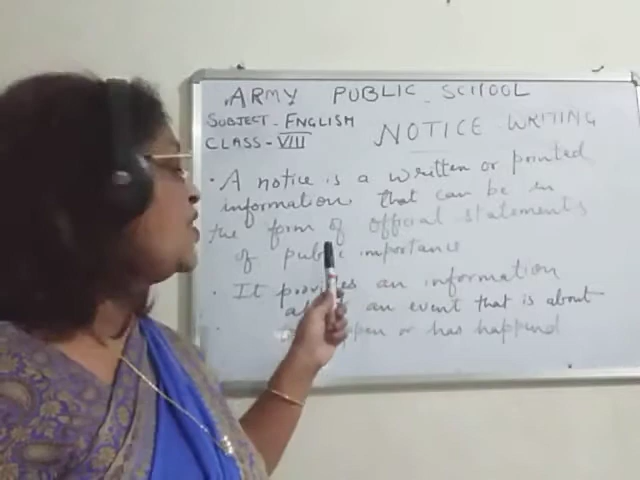 ARMY PUBLIC SCHOOL
SUBJECT - ENGLISH
CLASS - VIII
NOTICE WRITING
• A notice is a written or printed
information that can be in
the form of official statements
of public importance
• It provides an information
an event that is about
or has happend